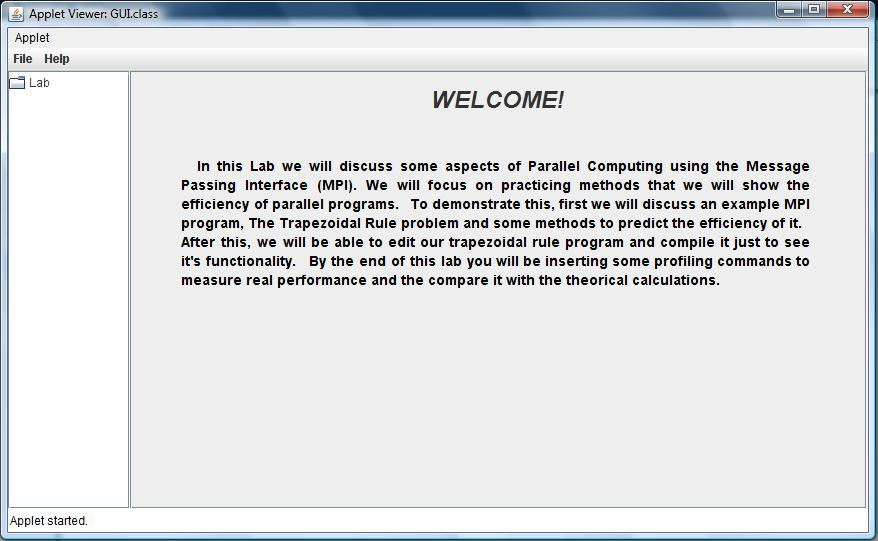 Applet Viewer: GUI.class
Applet
File Help
Lab
WELCOME!
In this Lab we will discuss some aspects of Parallel Computing using the Message
Passing Interface (MPI). We will focus on practicing methods that we will show the
efficiency of parallel programs. To demonstrate this, first we will discuss an example MPI
program, The Trapezoidal Rule problem and some methods to predict the efficiency of it.
After this, we will be able to edit our trapezoidal rule program and compile it just to see
it's functionality. By the end of this lab you will be inserting some profiling commands to
measure real performance and the compare it with the theorical calculations.
Applet started.